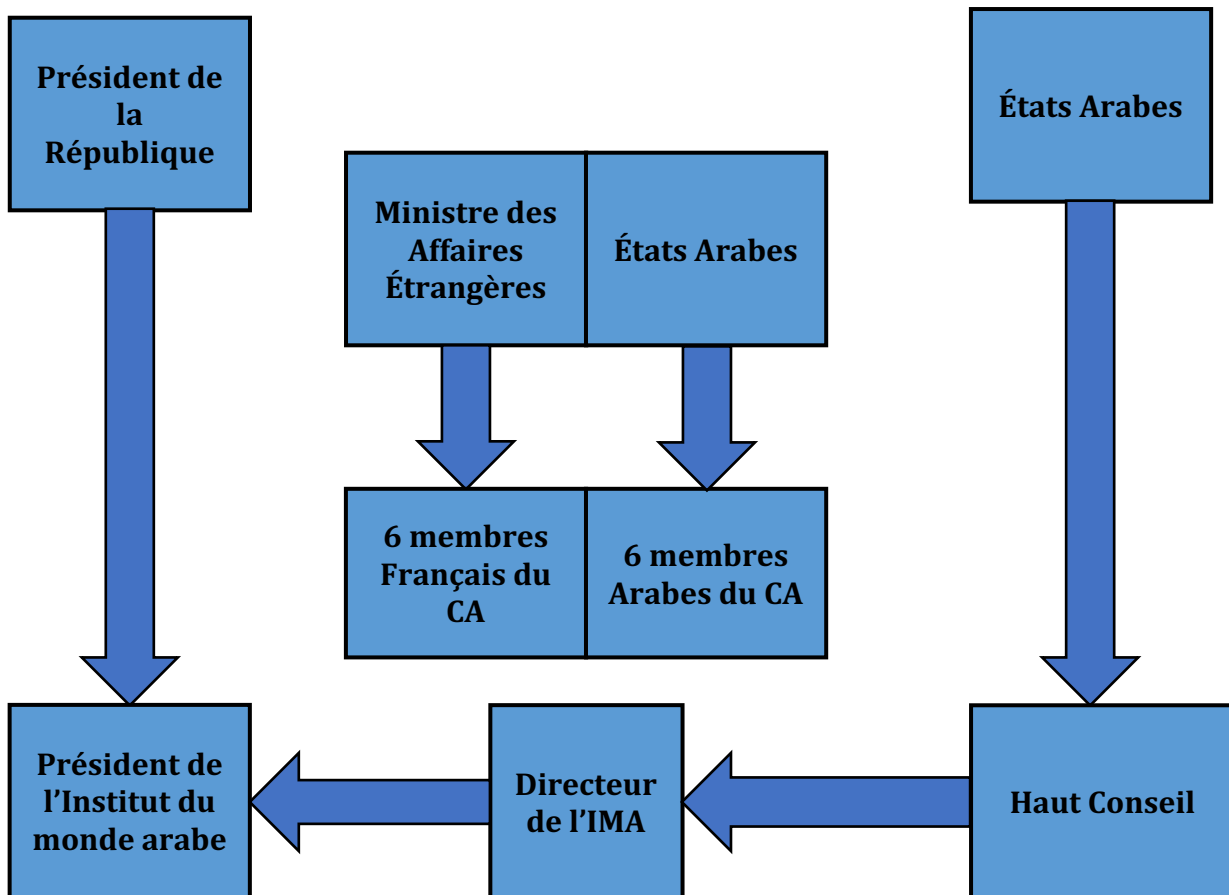 Président de
la
République
États Arabes
Ministre des
Affaires
Étrangères
États Arabes
6 membres
Français du
CA
6 membres
Arabes du CA
Président de
l’Institut du
monde arabe
Directeur
de l’IMA
Haut Conseil